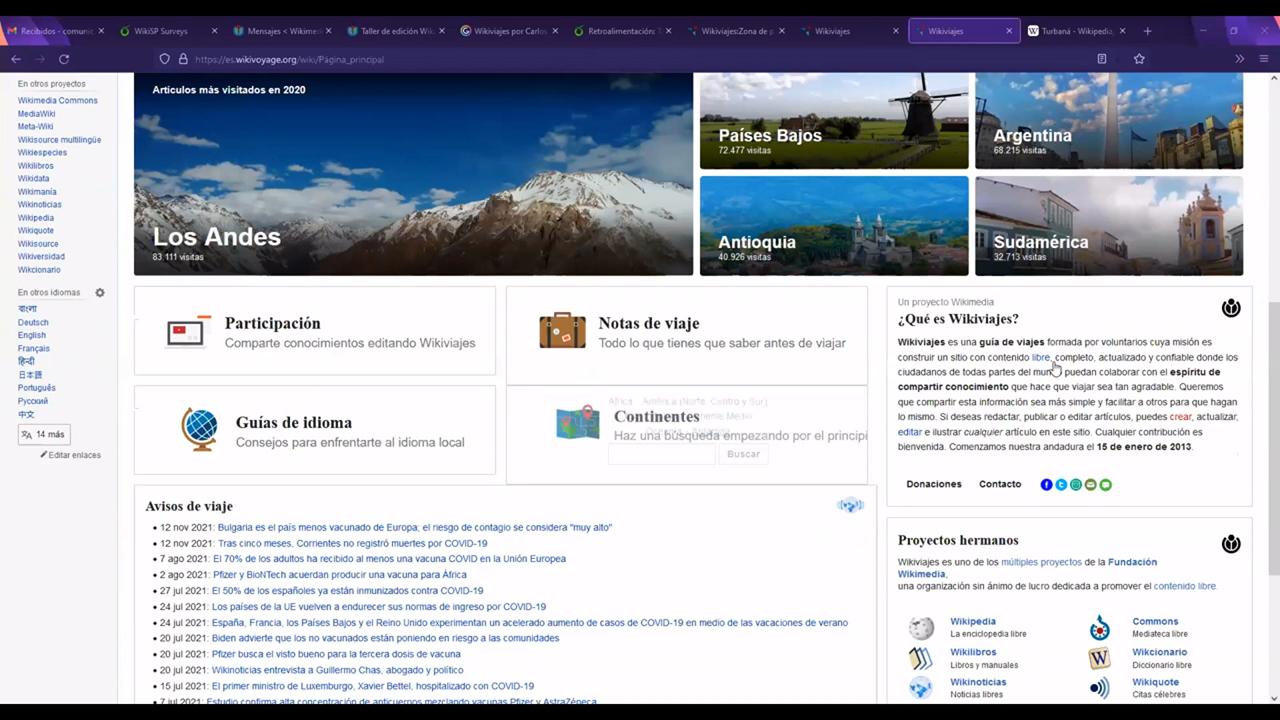 Recibidos - comunic
WikiSP Surveys
Mensajes < Wikimedi
Taller de edición Wiki
Wikiviajes por Carlos
Retroalimentación: T
Wikiviajes:Zona de p
Wikiviajes
Wikiviajes
Turbaná - Wikipedia,
https://es.wikivoyage.org/wiki/Página_principal
En otros proyectos
Wikimedia Commons
MediaWiki
Meta-Wiki
Wikisource multilingüe
Wikiespecies
Wikilibros
Wikidata
Wikimanía
Wikinoticias
Wikipedia
Wikiquote
Wikisource
Wikiversidad
Wikcionario
En otros idiomas
বাংলা
Deutsch
English
Français
हिन्दी
日本語
Português
Русский
中文
14 más
Editar enlaces
Artículos más visitados en 2020
Los Andes
83.111 visitas
Países Bajos
72.477 visitas
Argentina
68.215 visitas
Antioquia
40.926 visitas
Sudamérica
32.713 visitas
Participación
Comparte conocimientos editando Wikiviajes
Notas de viaje
Todo lo que tienes que saber antes de viajar
Guías de idioma
Consejos para enfrentarte al idioma local
África América (Norte, Centro y Sur)
Continentes
Haz una búsqueda empezando por el principi
Buscar
Un proyecto Wikimedia
¿Qué es Wikiviajes?
Wikiviajes es una guía de viajes formada por voluntarios cuya misión es
construir un sitio con contenido libre, completo, actualizado y confiable donde los
ciudadanos de todas partes del mun puedan colaborar con el espíritu de
compartir conocimiento que hace que viajar sea tan agradable. Queremos
que compartir esta información sea más simple y facilitar a otros para que hagan
lo mismo. Si deseas redactar, publicar o editar artículos, puedes crear, actualizar,
editar e ilustrar cualquier artículo en este sitio. Cualquier contribución es
bienvenida. Comenzamos nuestra andadura el 15 de enero de 2013.
Donaciones Contacto
Avisos de viaje
• 12 nov 2021: Bulgaria es el país menos vacunado de Europa; el riesgo de contagio se considera "muy alto"
• 12 nov 2021: Tras cinco meses, Corrientes no registró muertes por COVID-19
• 7 ago 2021: El 70% de los adultos ha recibido al menos una vacuna COVID en la Unión Europea
• 2 ago 2021: Pfizer y BioNTech acuerdan producir una vacuna para África
• 27 jul 2021: El 50% de los españoles ya están inmunizados contra COVID-19
• 24 jul 2021: Los países de la UE vuelven a endurecer sus normas de ingreso por COVID-19
• 24 jul 2021: España, Francia, los Países Bajos y el Reino Unido experimentan un acelerado aumento de casos de COVID-19 en medio de las vacaciones de verano
• 20 jul 2021: Biden advierte que los no vacunados están poniendo en riesgo a las comunidades
• 20 jul 2021: Pfizer busca el visto bueno para la tercera dosis de vacuna
• 20 jul 2021: Wikinoticias entrevista a Guillermo Chas, abogado y político
• 15 jul 2021: El primer ministro de Luxemburgo, Xavier Bettel, hospitalizado con COVID-19
• 7 jul 2021: Estudio confirma alta concentración de anticuerpos mezclando vacunas Pfizer y AstraZéneca
Proyectos hermanos
Wikiviajes es uno de los múltiples proyectos de la Fundación
Wikimedia,
una organización sin ánimo de lucro dedicada a promover el contenido libre.
Wikipedia
La enciclopedia libre
Commons
Mediateca libre
Wikilibros
Libros y manuales
Wikcionario
Diccionario libre
Wikinoticias
Noticias libres
Wikiquote
Citas célebres